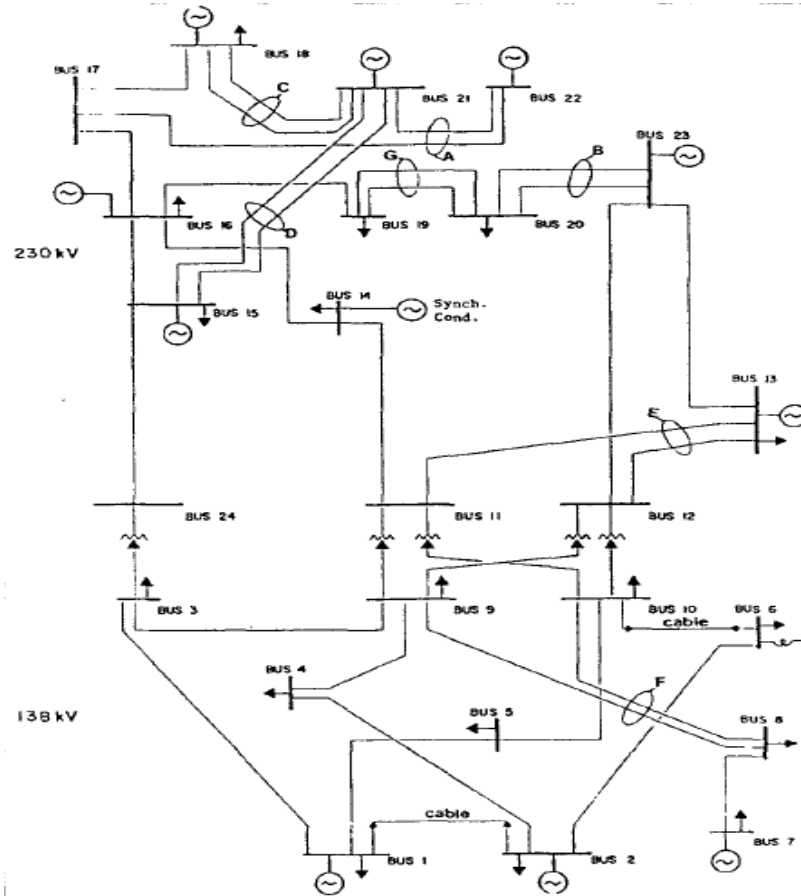 BUS 18
BUS 17
C
BUS 21
BUS 22
A
BUS 23
B
G
BUS 16
D
BUS 19
BUS 20
230 kV
BUS 15
BUS 14
Synch.
Cond.
BUS 13
E
BUS 24
BUS 11
BUS 12
BUS 3
BUS 9
BUS 10
BUS 6
cable
BUS 4
F
138 kV
BUS 5
BUS 8
cable
BUS 1
BUS 2
BUS 7